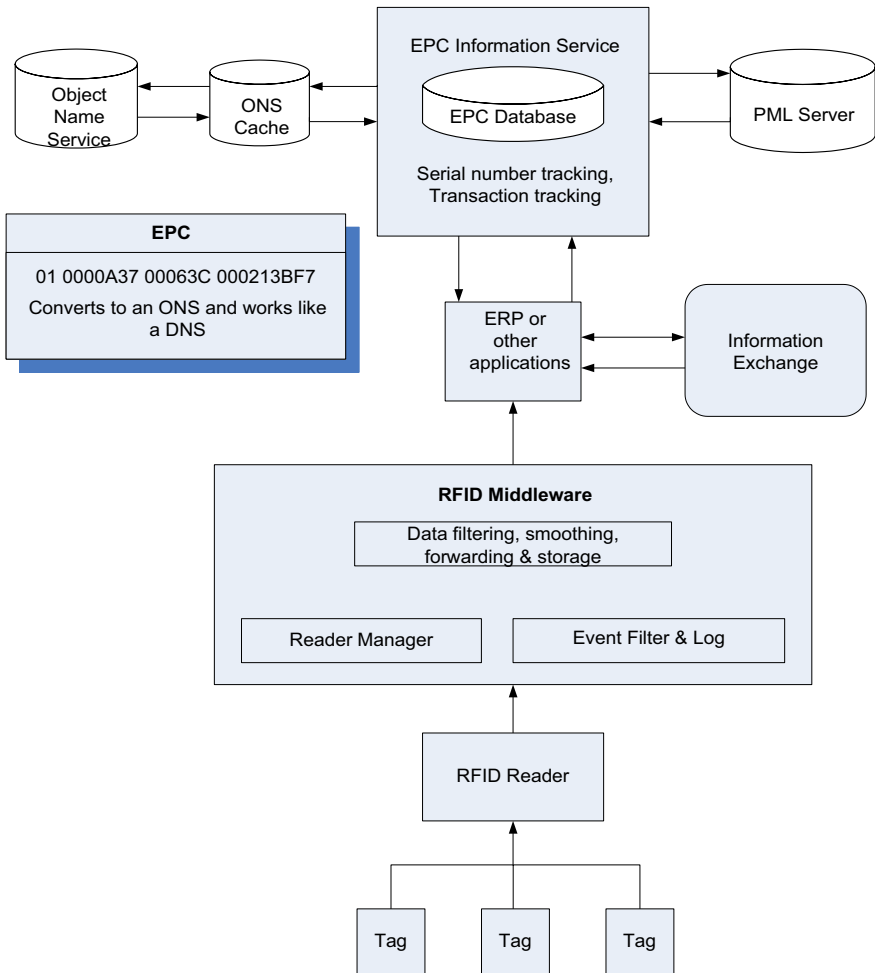 EPC Information Service
EPC Database
Serial number tracking,
Transaction tracking
Object
Name
Service
ONS
Cache
PML Server
EPC
01 0000A37 00063C 000213BF7
Converts to an ONS and works like
a DNS
ERP or
other
applications
Information
Exchange
RFID Middleware
Data filtering, smoothing,
forwarding & storage
Reader Manager
Event Filter & Log
RFID Reader
Tag
Tag
Tag